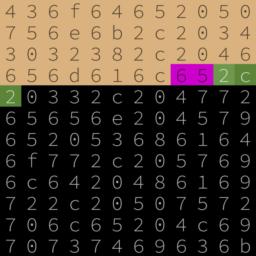 4 3 6 f 6 4 6 5 2 0 5 0
7 5 6 e 6 b 2 c 2 0 3 4
3 0 3 2 3 8 2 c 2 0 4 6
6 5 6 d 6 1 6 c 6 5 2 c
2 0 3 3 2 c 2 0 4 7 7 2
6 5 6 5 6 e 2 0 4 5 7 9
6 5 2 0 5 3 6 8 6 1 6 4
6 f 7 7 2 c 2 0 5 7 6 9
6 c 6 4 2 0 4 8 6 1 6 9
7 2 2 c 2 0 5 0 7 5 7 2
7 0 6 c 6 5 2 0 4 c 6 9
7 0 7 3 7 4 6 9 6 3 6 b